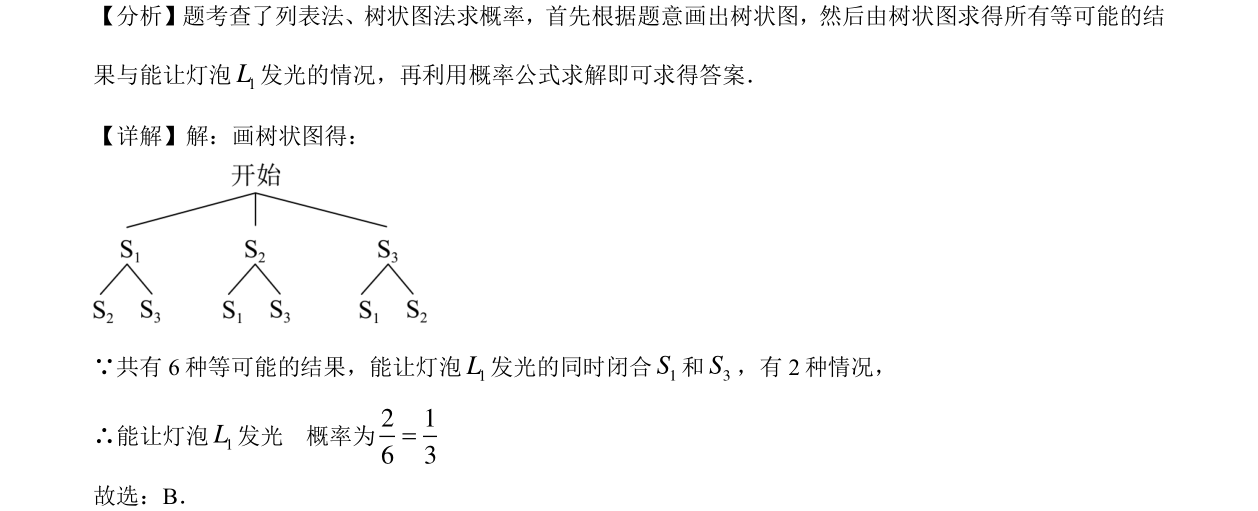 【分析】题考查了列表法、树状图法求概率，首先根据题意画出树状图，然后由树状图求得所有等可能的结
果与能让灯泡L₁发光的情况，再利用概率公式求解即可求得答案．
【详解】解：画树状图得：
开始
S₁ S₂ S₃
S₂ S₃ S₁ S₃ S₁ S₂
∵共有 6 种等可能的结果，能让灯泡L₁发光的同时闭合S₁和S₃，有 2 种情况，
∴能让灯泡L₁发光 概率为2/6=1/3
故选：B．